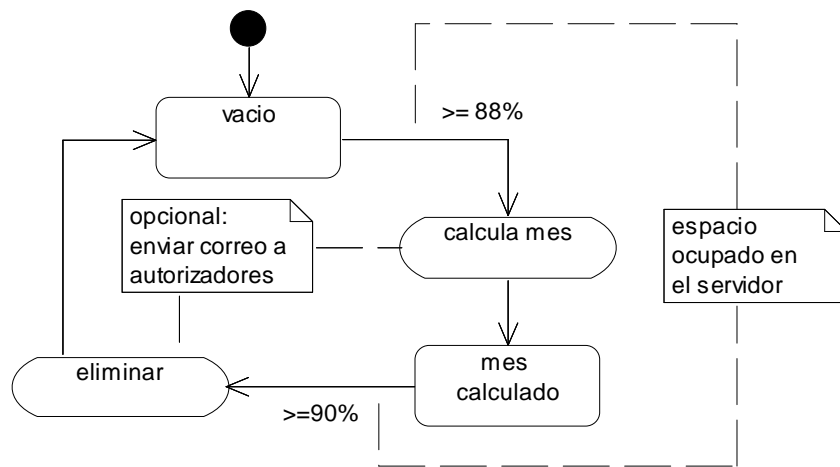 vacio
>= 88%
opcional:
enviar correo a
autorizadores
calcula mes
espacio
ocupado en
el servidor
eliminar
mes
calculado
>=90%